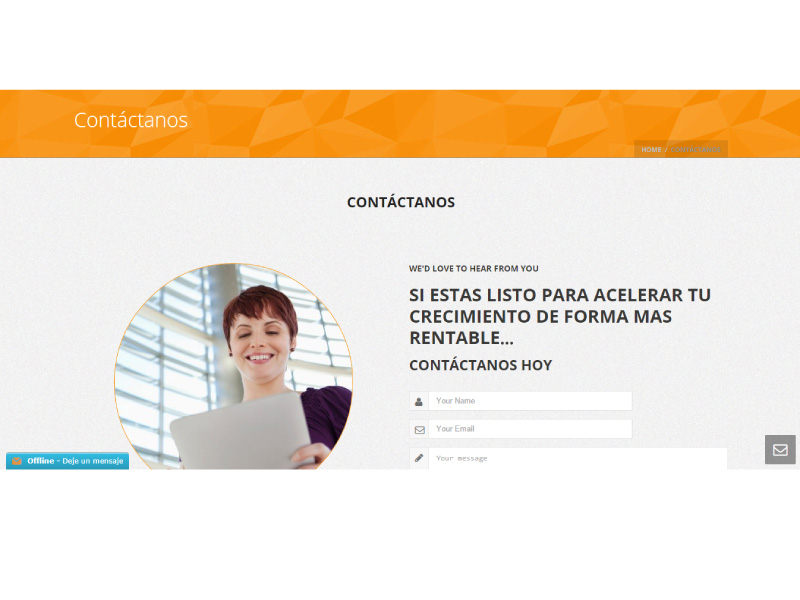 Contáctanos
HOME /
CONTÁCTANOS
WE'D LOVE TO HEAR FROM YOU
SI ESTAS LISTO PARA ACELERAR TU
CRECIMIENTO DE FORMA MAS
RENTABLE...
CONTÁCTANOS HOY
Your Name
Your Email
Your message
Offline - Deje un mensaje